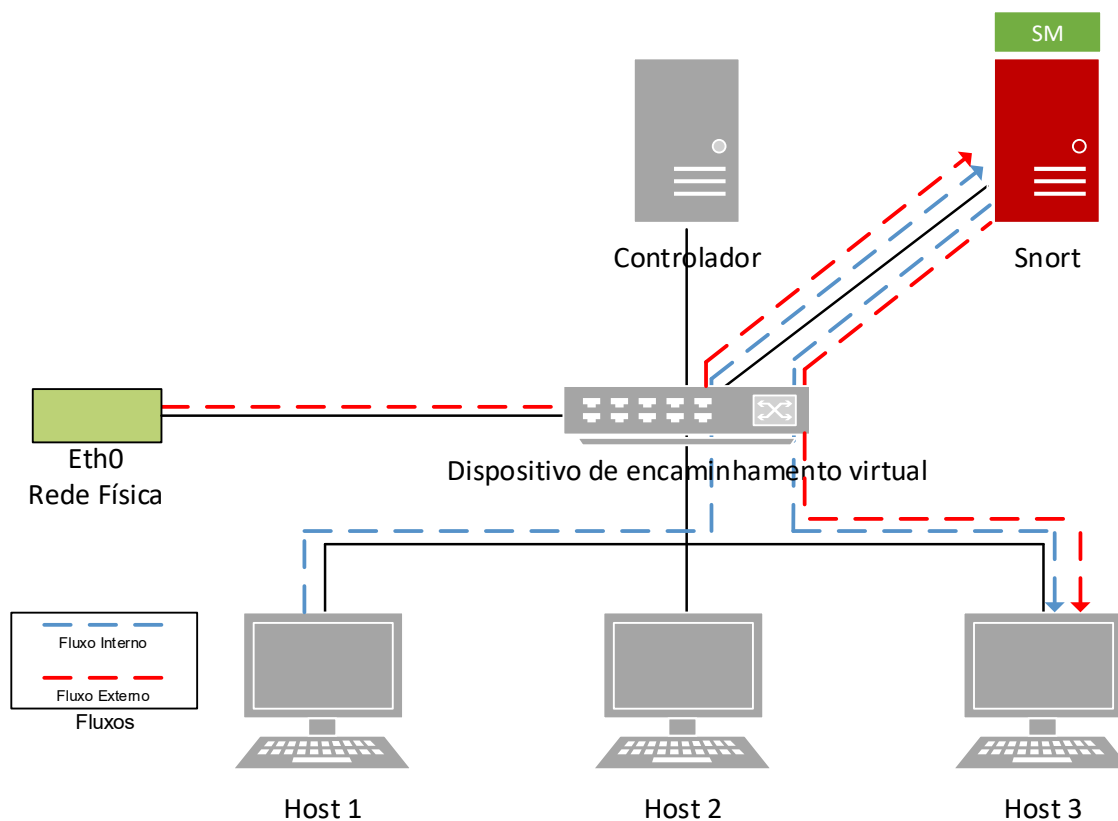 SM
Controlador
Snort
Eth0
Rede Física
Dispositivo de encaminhamento virtual
Fluxo Interno
Fluxo Externo
Fluxos
Host 1
Host 2
Host 3